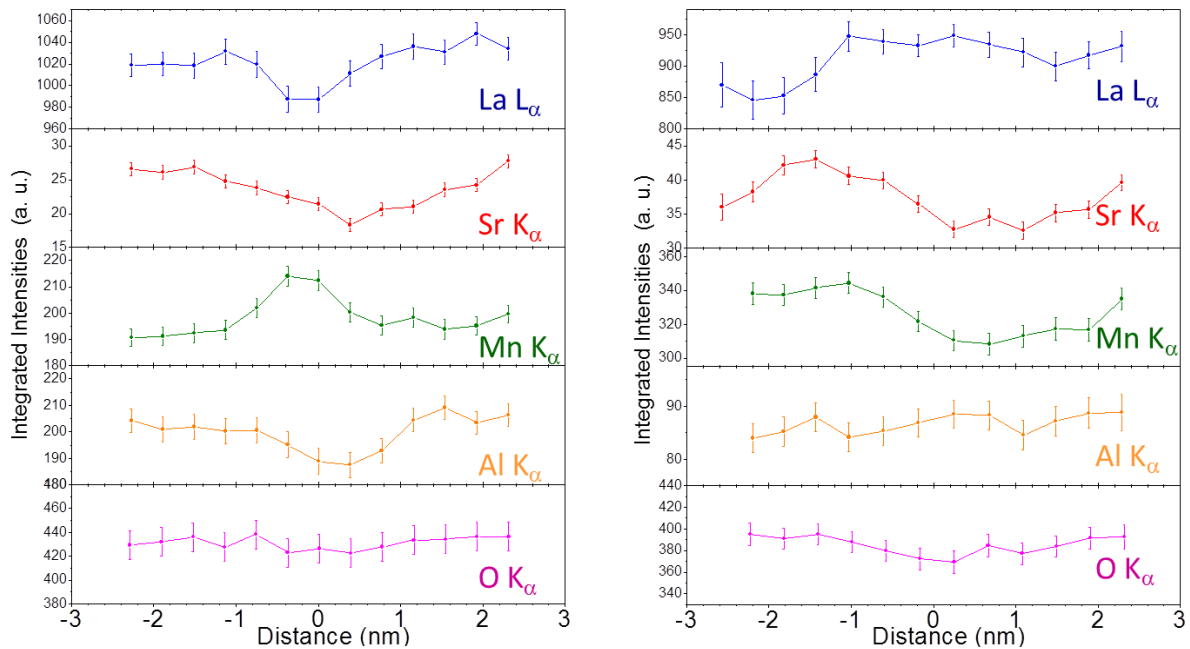 1060
1040
1020
1000
980
960
La Lα
30
25
20
15
Sr Kα
220
210
200
190
180
Mn Kα
220
210
200
190
480
Al Kα
460
440
420
400
380
O Kα
Integrated Intensities (a. u.)
-3 -2 -1 0 1 2 3
Distance (nm)
950
900
850
800
La Lα
45
40
35
30
Sr Kα
360
340
320
300
Mn Kα
90
80
440
Al Kα
420
400
380
360
340
O Kα
Integrated Intensities (a. u.)
-3 -2 -1 0 1 2 3
Distance (nm)